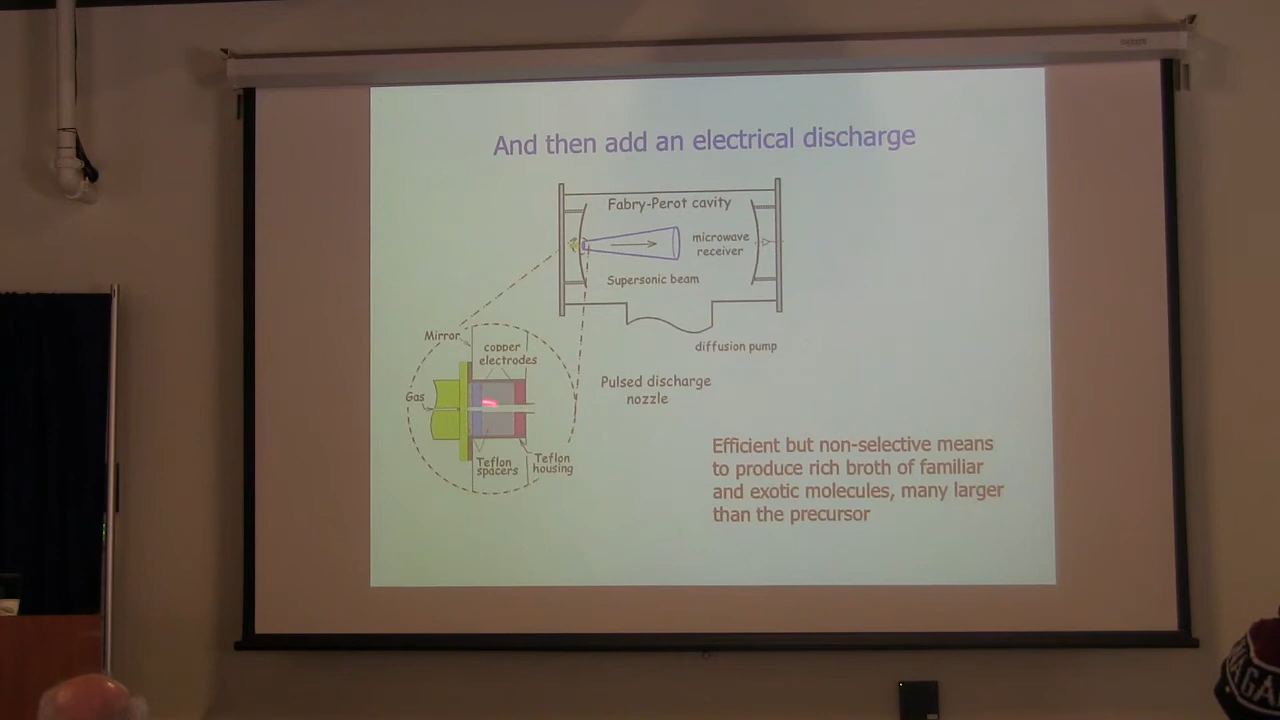 And then add an electrical discharge
Fabry-Perot cavity
microwave
receiver
Supersonic beam
diffusion pump
Mirror
copper
electrodes
Gas
Pulsed discharge
nozzle
Teflon
spacers
Teflon
housing
Efficient but non-selective means
to produce rich broth of familiar
and exotic molecules, many larger
than the precursor